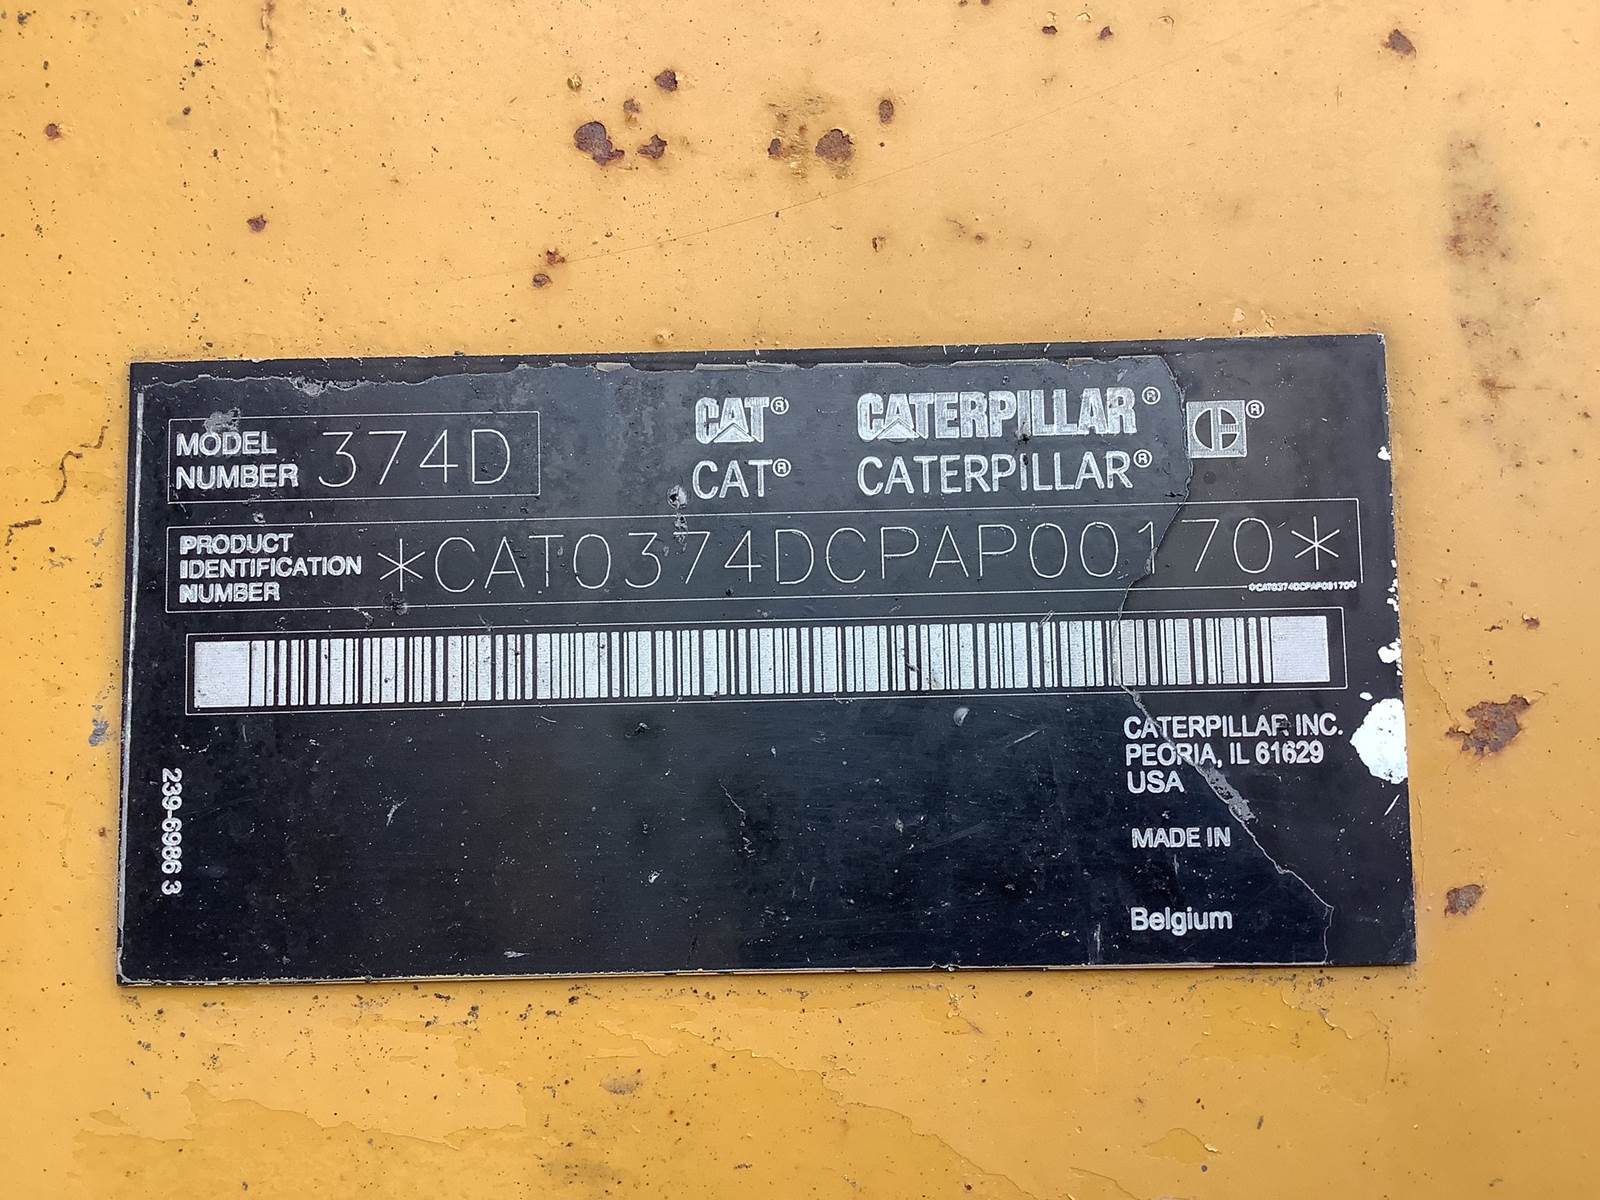 MODEL NUMBER 374D
CAT® CATERPILLAR® ®
CAT® CATERPILLAR®
PRODUCT IDENTIFICATION NUMBER *CAT0374DCPAP00170*
*CAT0374DCPAP00170*
CATERPILLAR INC.
PEORIA, IL 61629
USA
MADE IN
Belgium
239-6986 3